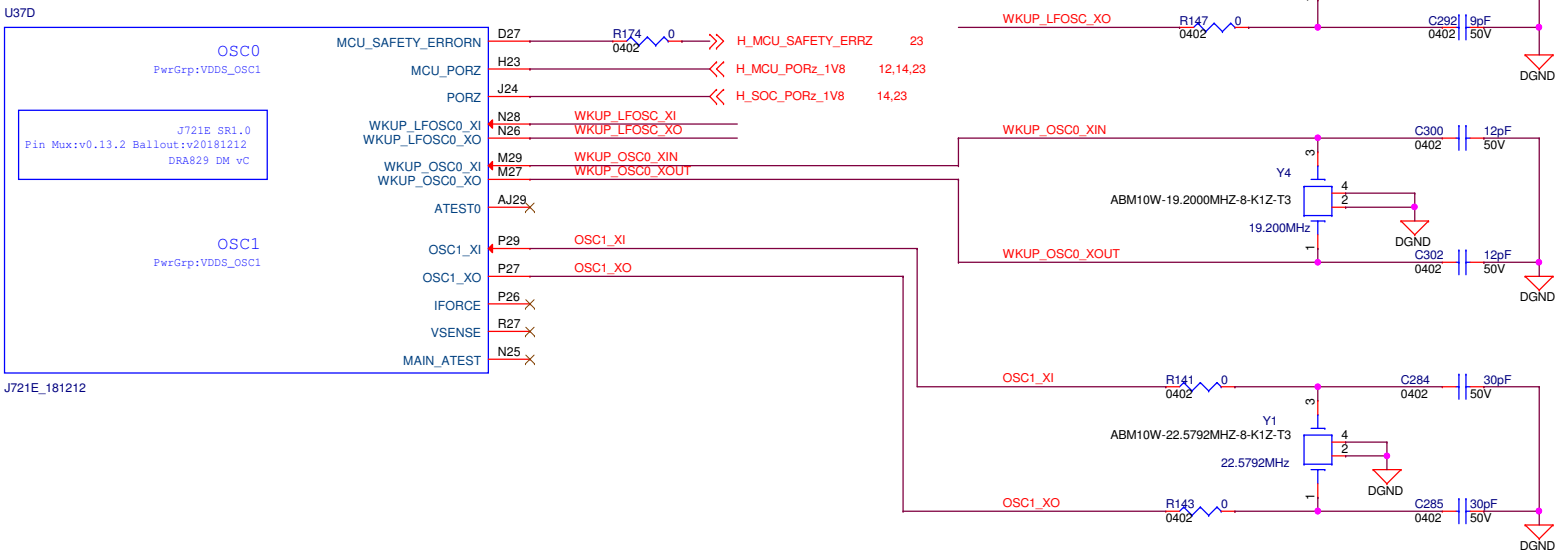 U37D
OSC0
PwrGrp:VDDS_OSC1
J721E SR1.0
Pin Mux:v0.13.2 Ballout:v20181212
DRA829 DM vC
OSC1
PwrGrp:VDDS_OSC1
J721E_181212
MCU_SAFETY_ERRORN D27 R174 0 0402 H_MCU_SAFETY_ERRZ 23
MCU_PORZ H23 H_MCU_PORz_1V8 12,14,23
PORZ J24 H_SOC_PORz_1V8 14,23
WKUP_LFOSC0_XI N28 WKUP_LFOSC_XI
WKUP_LFOSC0_XO N26 WKUP_LFOSC_XO
WKUP_OSC0_XI M29 WKUP_OSC0_XIN
WKUP_OSC0_XO M27 WKUP_OSC0_XOUT
ATEST0 AJ29
OSC1_XI P29 OSC1_XI
OSC1_XO P27 OSC1_XO
IFORCE P26
VSENSE R27
MAIN_ATEST N25
WKUP_LFOSC_XO R147 0 C292 9pF
0402 0402 50V
DGND
WKUP_OSC0_XIN C300 12pF
0402 50V
3
Y4
4
ABM10W-19.2000MHZ-8-K1Z-T3 2
19.200MHz
1
DGND
WKUP_OSC0_XOUT C302 12pF
0402 50V
DGND
OSC1_XI R141 0 C284 30pF
0402 0402 50V
3
Y1
4
ABM10W-22.5792MHZ-8-K1Z-T3
2
22.5792MHz
1
DGND
OSC1_XO R143 0 C285 30pF
0402 0402 50V
DGND